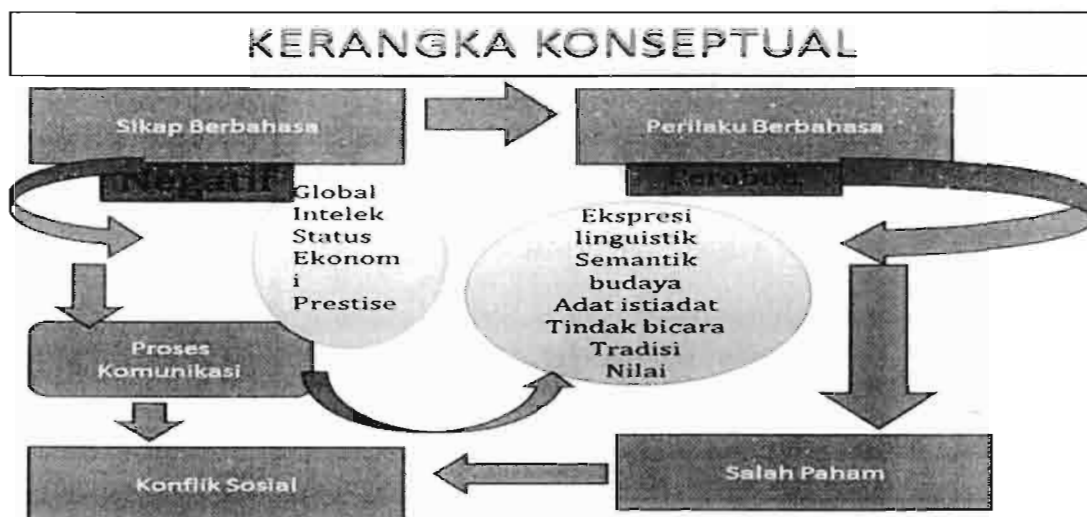 KERANGKA KONSEPTUAL
Sikap Berbahasa
Perilaku Berbahasa
Negatif
Global
Intelek
Status
Ekonom
i
Prestise
Ekspresi
linguistik
Semantik
budaya
Adat istiadat
Tindak bicara
Tradisi
Nilai
Proses
Komunikasi
Konflik Sosial
Salah Paham